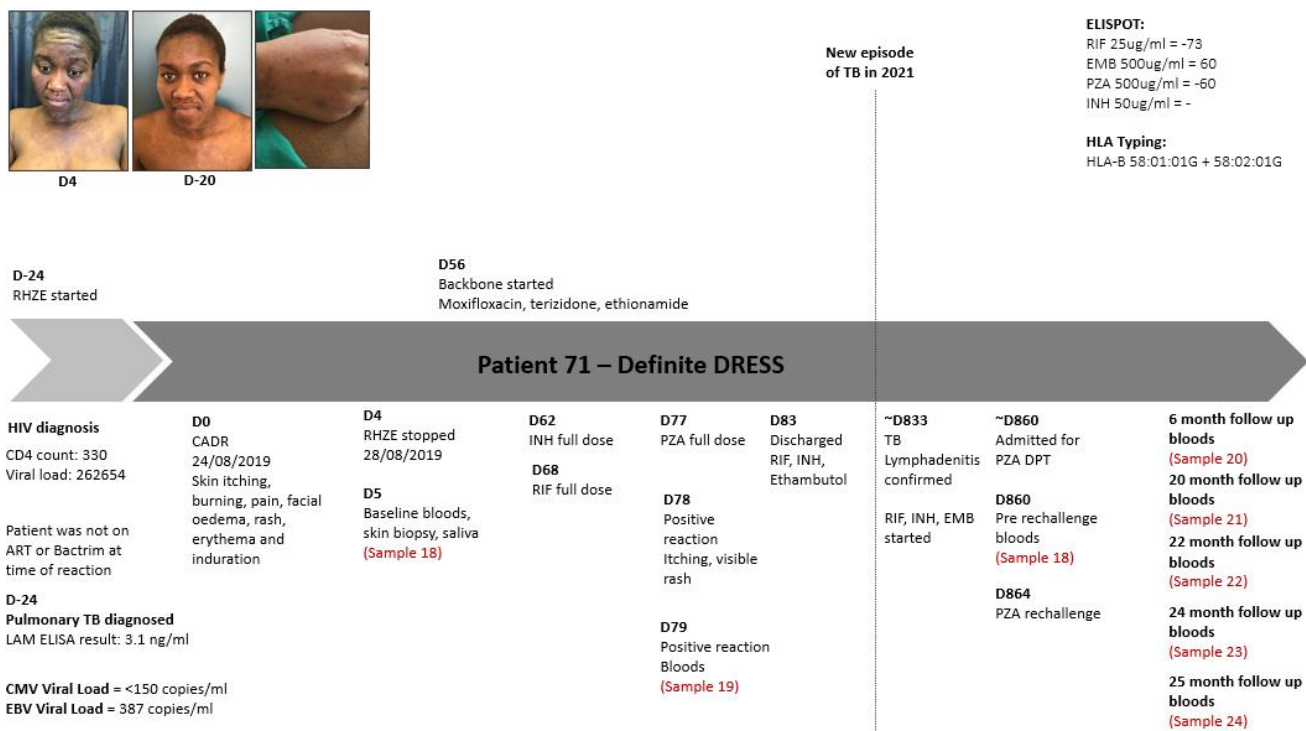 D4
D-20
New episode
of TB in 2021
ELISPOT:
RIF 25ug/ml = -73
EMB 500ug/ml = 60
PZA 500ug/ml = -60
INH 50ug/ml = -
HLA Typing:
HLA-B 58:01:01G + 58:02:01G
D-24
RHZE started
D56
Backbone started
Moxifloxacin, terizidone, ethionamide
Patient 71 – Definite DRESS
HIV diagnosis
CD4 count: 330
Viral load: 262654
Patient was not on
ART or Bactrim at
time of reaction
D-24
Pulmonary TB diagnosed
LAM ELISA result: 3.1 ng/ml
CMV Viral Load = <150 copies/ml
EBV Viral Load = 387 copies/ml
D0
CADR
24/08/2019
Skin itching,
burning, pain, facial
oedema, rash,
erythema and
induration
D4
RHZE stopped
28/08/2019
D5
Baseline bloods,
skin biopsy, saliva
(Sample 18)
D62
INH full dose
D68
RIF full dose
D77
PZA full dose
D78
Positive
reaction
Itching, visible
rash
D79
Positive reaction
Bloods
(Sample 19)
D83
Discharged
RIF, INH,
Ethambutol
~D833
TB
Lymphadenitis
confirmed
RIF, INH, EMB
started
~D860
Admitted for
PZA DPT
D860
Pre rechallenge
bloods
(Sample 18)
D864
PZA rechallenge
6 month follow up
bloods
(Sample 20)
20 month follow up
bloods
(Sample 21)
22 month follow up
bloods
(Sample 22)
24 month follow up
bloods
(Sample 23)
25 month follow up
bloods
(Sample 24)